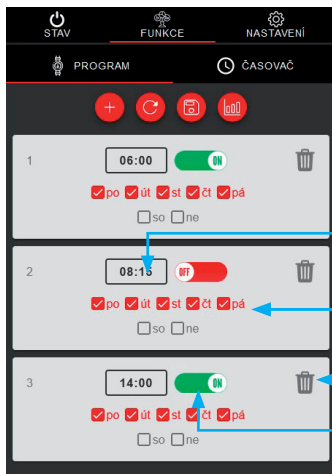 STAV FUNKCE NASTAVENÍ
PROGRAM ČASOVAČ
1 06:00 ON
po út st čt pá
so ne
2 08:15 OFF
po út st čt pá
so ne
3 14:00 ON
po út st čt pá
so ne